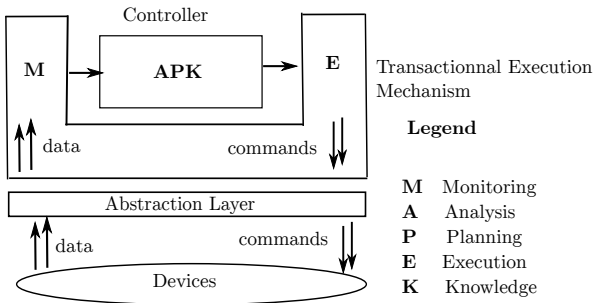 Controller
M
APK
E
Transactionnal Execution
Mechanism
data
commands
Legend
Abstraction Layer
M Monitoring
A Analysis
P Planning
E Execution
K Knowledge
data
commands
Devices